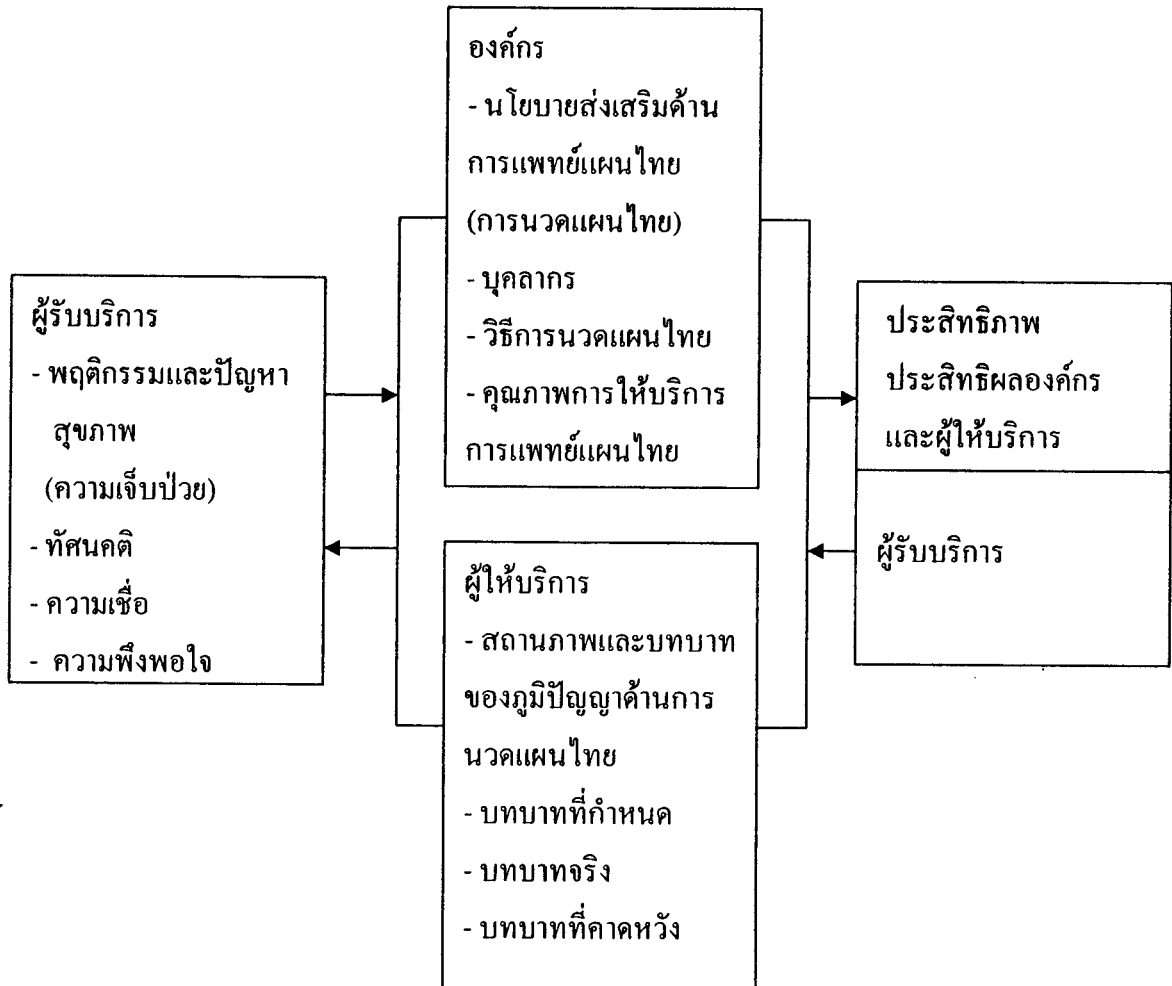 องค์กร
- นโยบายส่งเสริมด้าน
การแพทย์แผนไทย
(การนวดแผนไทย)
- บุคลากร
- วิธีการนวดแผนไทย
- คุณภาพการให้บริการ
การแพทย์แผนไทย
ผู้รับบริการ
- พฤติกรรมและปัญหา
สุขภาพ
(ความเจ็บป่วย)
- ทัศนคติ
- ความเชื่อ
- ความพึงพอใจ
ผู้ให้บริการ
- สถานภาพและบทบาท
ของภูมิปัญญาด้านการ
นวดแผนไทย
- บทบาทที่กำหนด
- บทบาทจริง
- บทบาทที่คาดหวัง
ประสิทธิภาพ
ประสิทธิผลองค์กร
และผู้ให้บริการ
ผู้รับบริการ